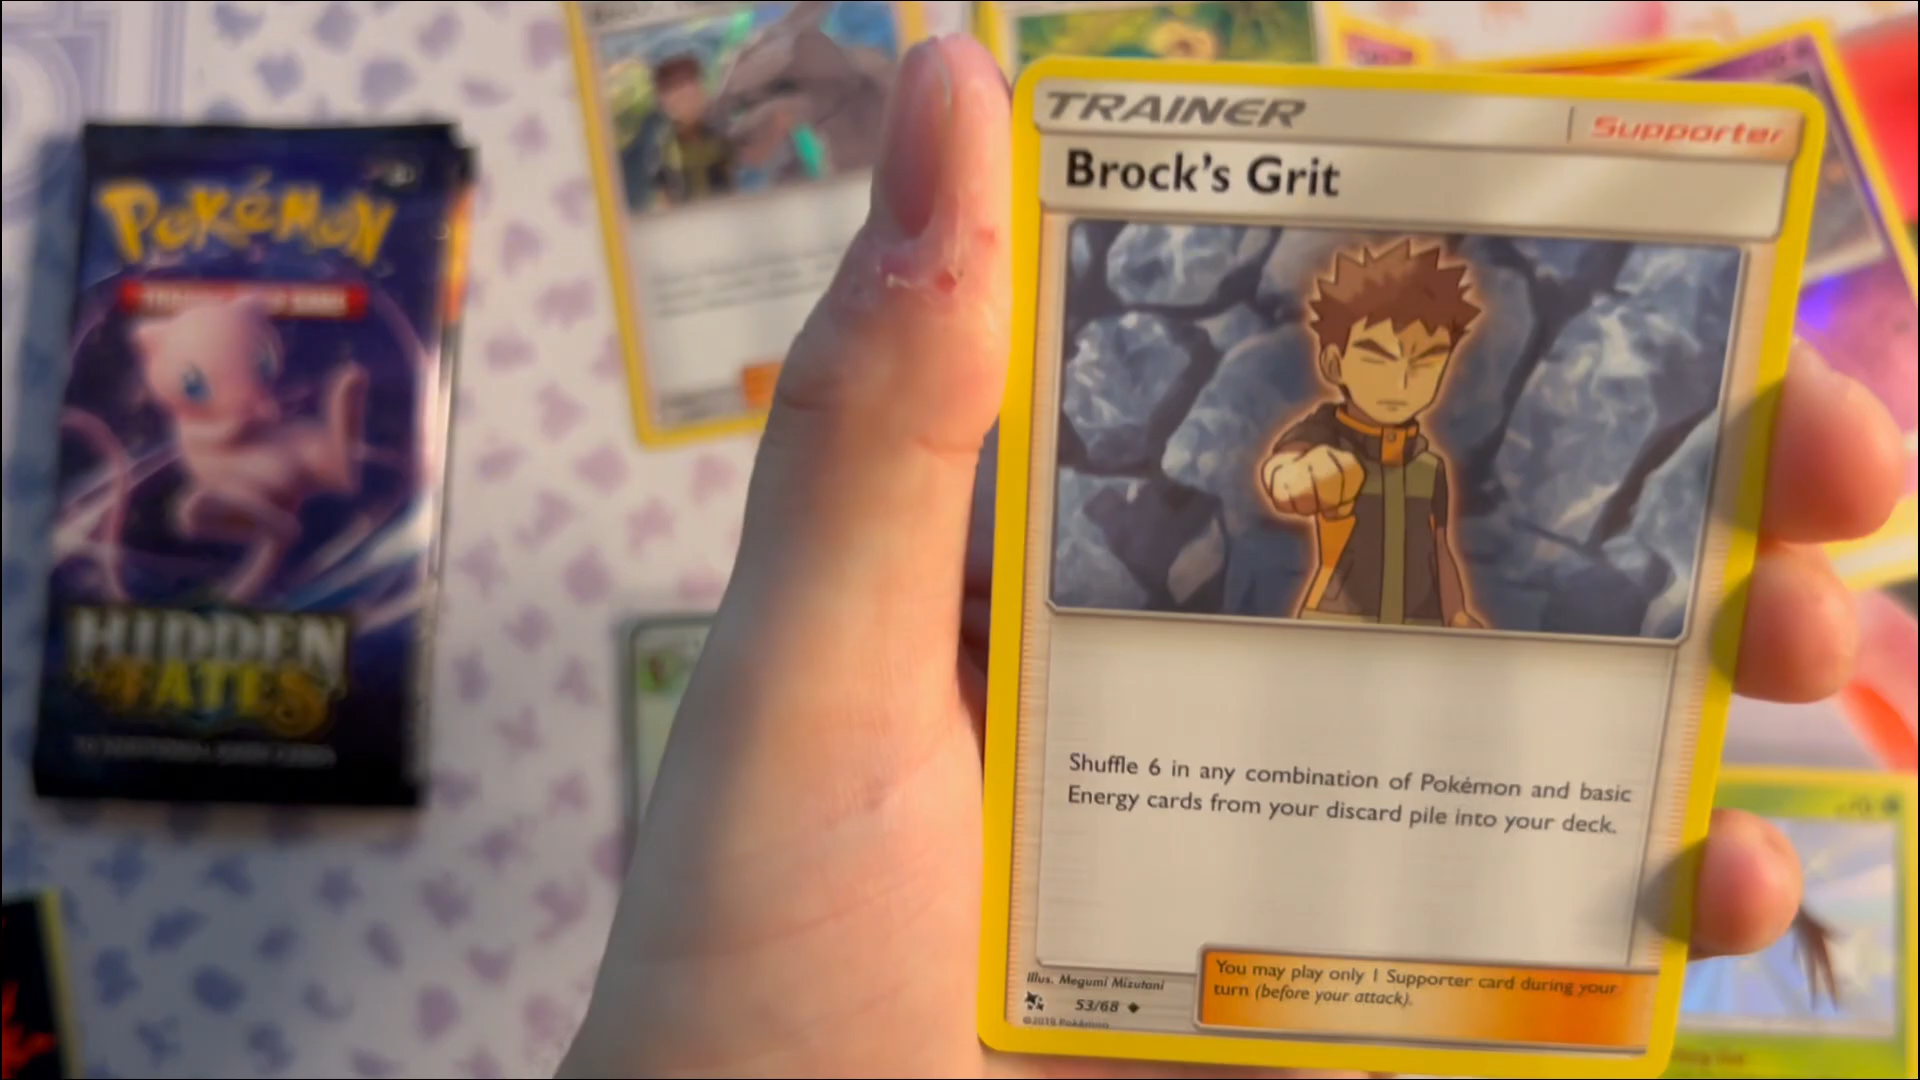 Pokémon
HIDDEN
FATES
TRAINER
Supporter
Brock's Grit
Shuffle 6 in any combination of Pokémon and basic
Energy cards from your discard pile into your deck.
Illus. Megumi Mizutani
53/68
©2019 Pokémon
You may play only 1 Supporter card during your
turn (before your attack).